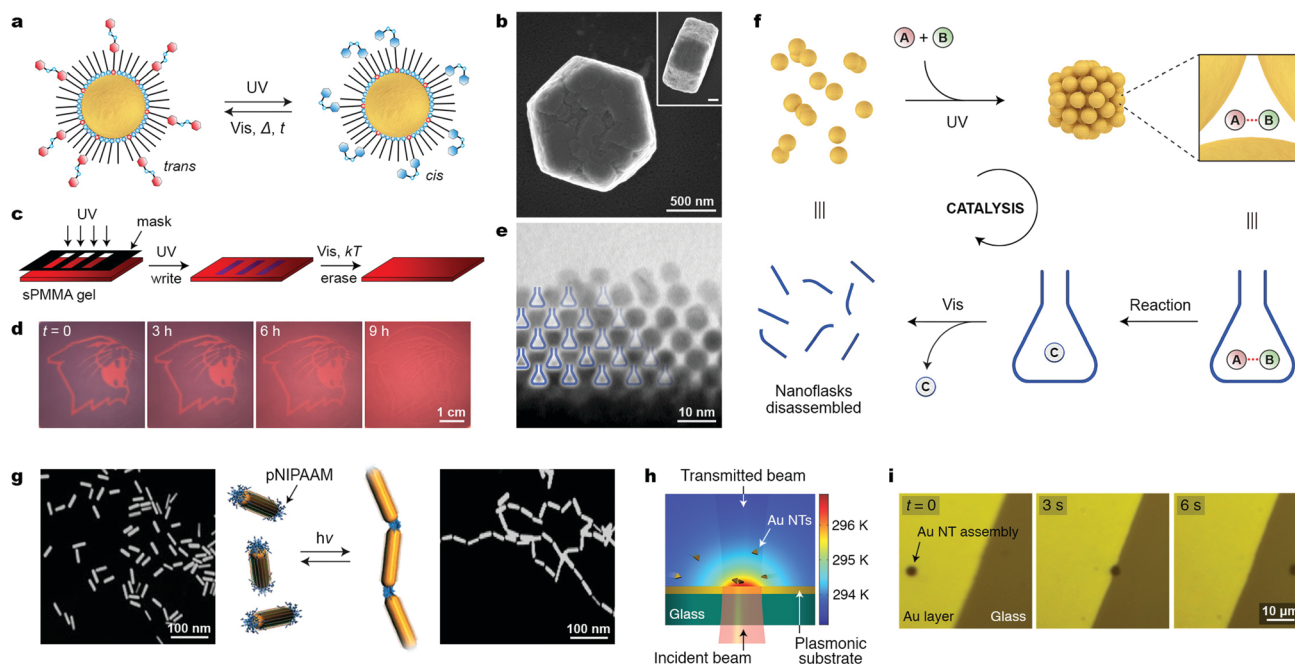 a
UV
Vis, Δ, t
trans
cis
b
500 nm
c
UV
mask
UV
write
Vis, kT
erase
sPMMA gel
d
t = 0
3 h
6 h
9 h
1 cm
e
10 nm
f
A + B
UV
A B
CATALYSIS
Reaction
A B
C
Vis
C
Nanoflasks
disassembled
g
100 nm
pNIPAAM
hν
100 nm
h
Transmitted beam
Au NTs
296 K
295 K
294 K
Glass
Plasmonic
substrate
Incident beam
i
t = 0
3 s
6 s
Au NT assembly
Au layer
Glass
10 μm